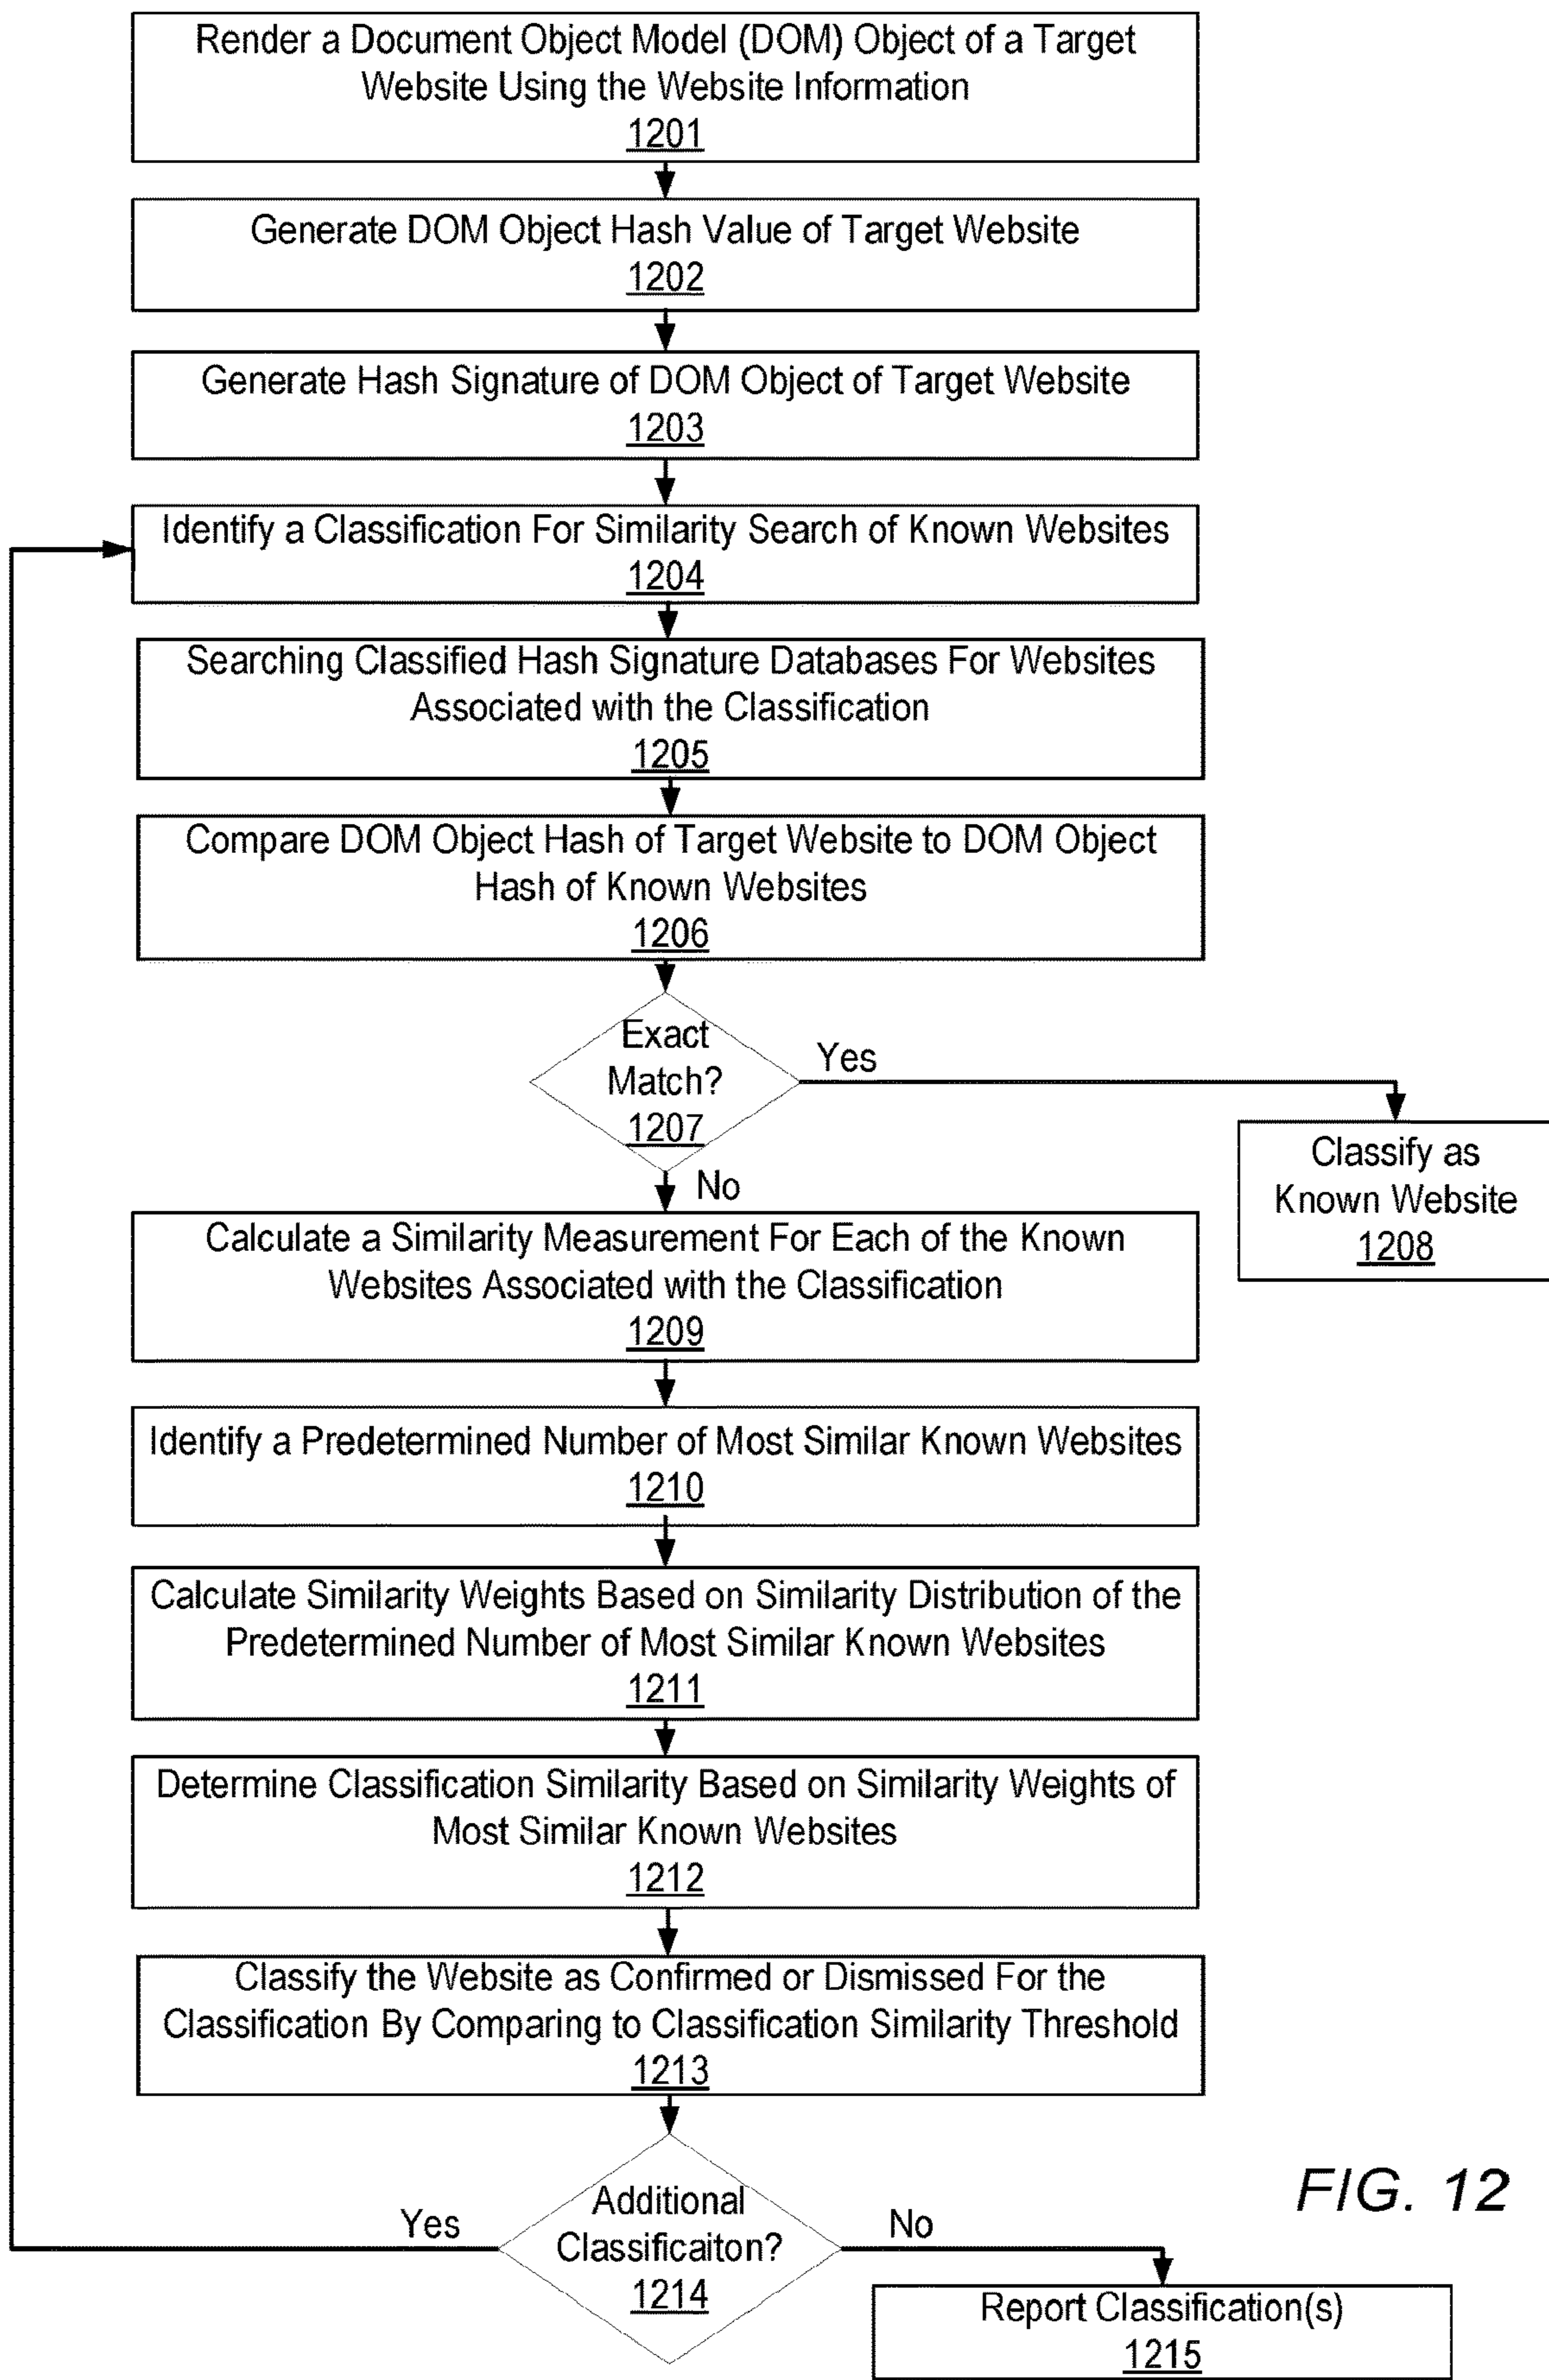 Render a Document Object Model (DOM) Object of a Target
Website Using the Website Information
1201
Generate DOM Object Hash Value of Target Website
1202
Generate Hash Signature of DOM Object of Target Website
1203
Identify a Classification For Similarity Search of Known Websites
1204
Searching Classified Hash Signature Databases For Websites
Associated with the Classification
1205
Compare DOM Object Hash of Target Website to DOM Object
Hash of Known Websites
1206
Exact
Match?
1207
Yes
Classify as
Known Website
1208
No
Calculate a Similarity Measurement For Each of the Known
Websites Associated with the Classification
1209
Identify a Predetermined Number of Most Similar Known Websites
1210
Calculate Similarity Weights Based on Similarity Distribution of the
Predetermined Number of Most Similar Known Websites
1211
Determine Classification Similarity Based on Similarity Weights of
Most Similar Known Websites
1212
Classify the Website as Confirmed or Dismissed For the
Classification By Comparing to Classification Similarity Threshold
1213
Yes
Additional
Classificaiton?
1214
No
FIG. 12
Report Classification(s)
1215